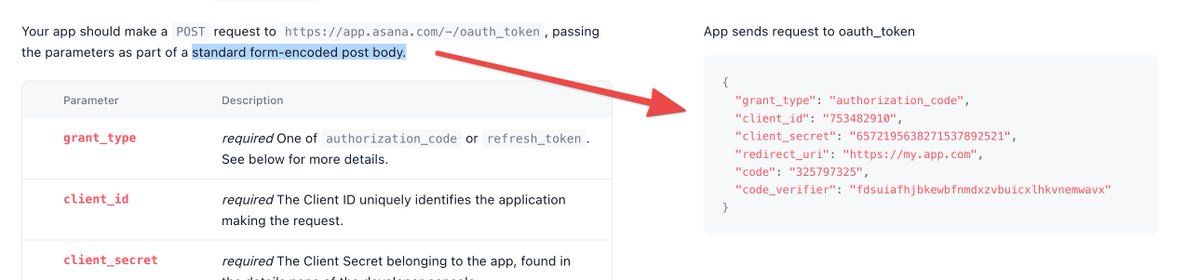 Your app should make a POST request to https://app.asana.com/-/oauth_token, passing
the parameters as part of a standard form-encoded post body.
Parameter Description
grant_type required One of authorization_code or refresh_token.
See below for more details.
client_id required The Client ID uniquely identifies the application
making the request.
client_secret required The Client Secret belonging to the app, found in
App sends request to oauth_token
{
"grant_type": "authorization_code",
"client_id": "753482910",
"client_secret": "6572195638271537892521",
"redirect_uri": "https://my.app.com",
"code": "325797325",
"code_verifier": "fdsuiafhjbkewbfnmdxzvbuicxlhkvnemwavx"
}